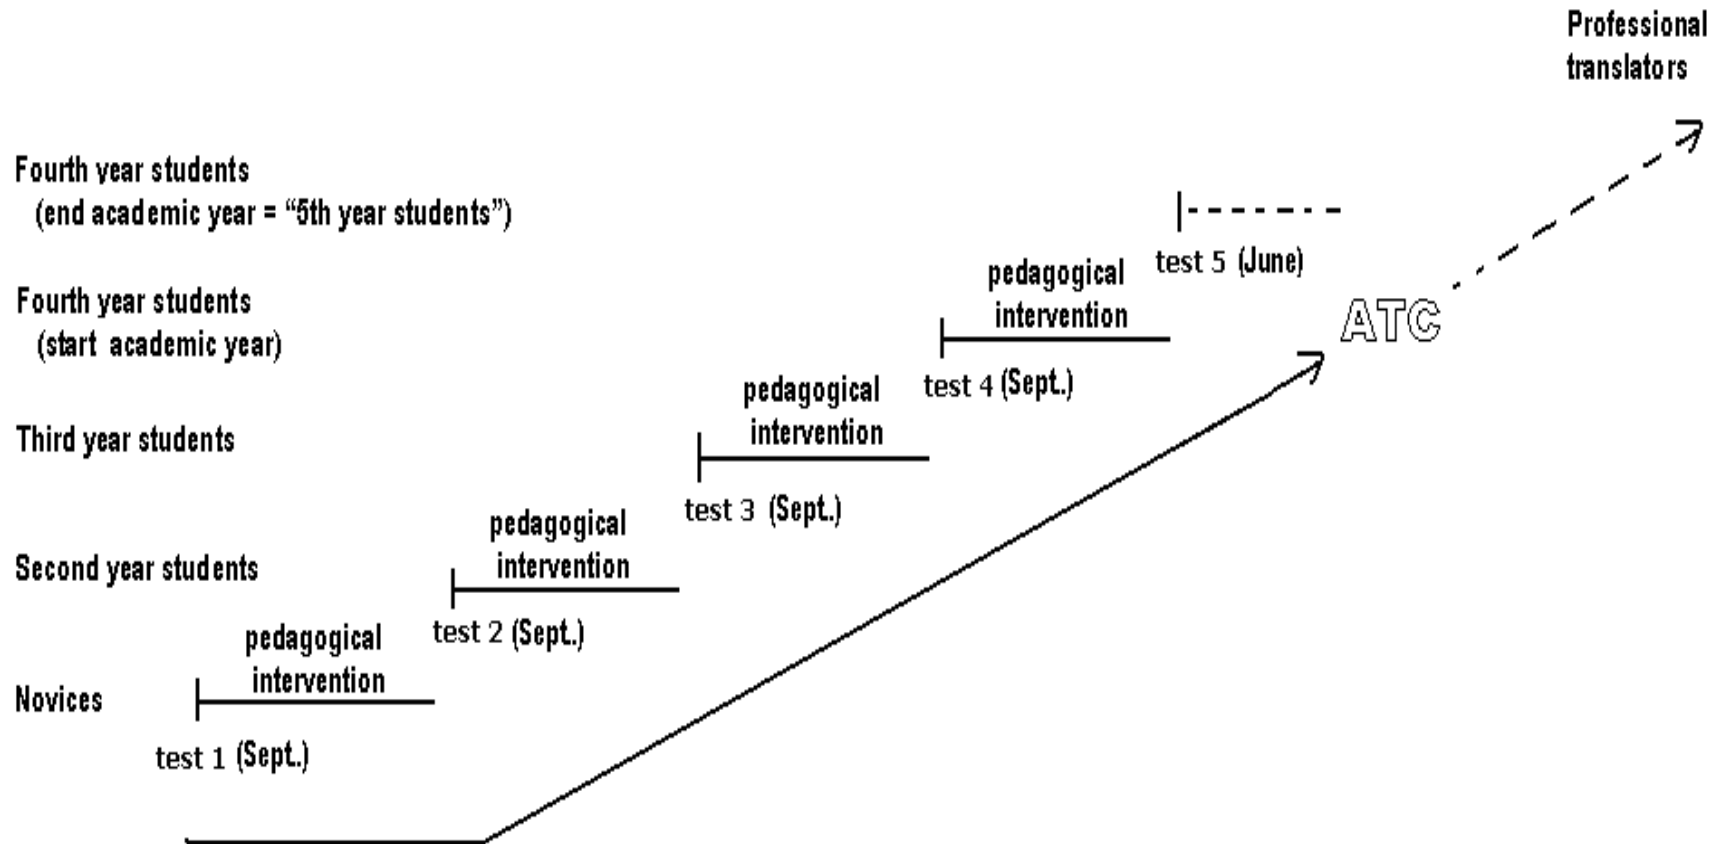 Professional
translators
Fourth year students
(end academic year = “5th year students”)
test 5 (June)
pedagogical
intervention
Fourth year students
(start academic year)
ATC
test 4 (Sept.)
pedagogical
intervention
Third year students
test 3 (Sept.)
pedagogical
intervention
Second year students
test 2 (Sept.)
pedagogical
intervention
Novices
test 1 (Sept.)